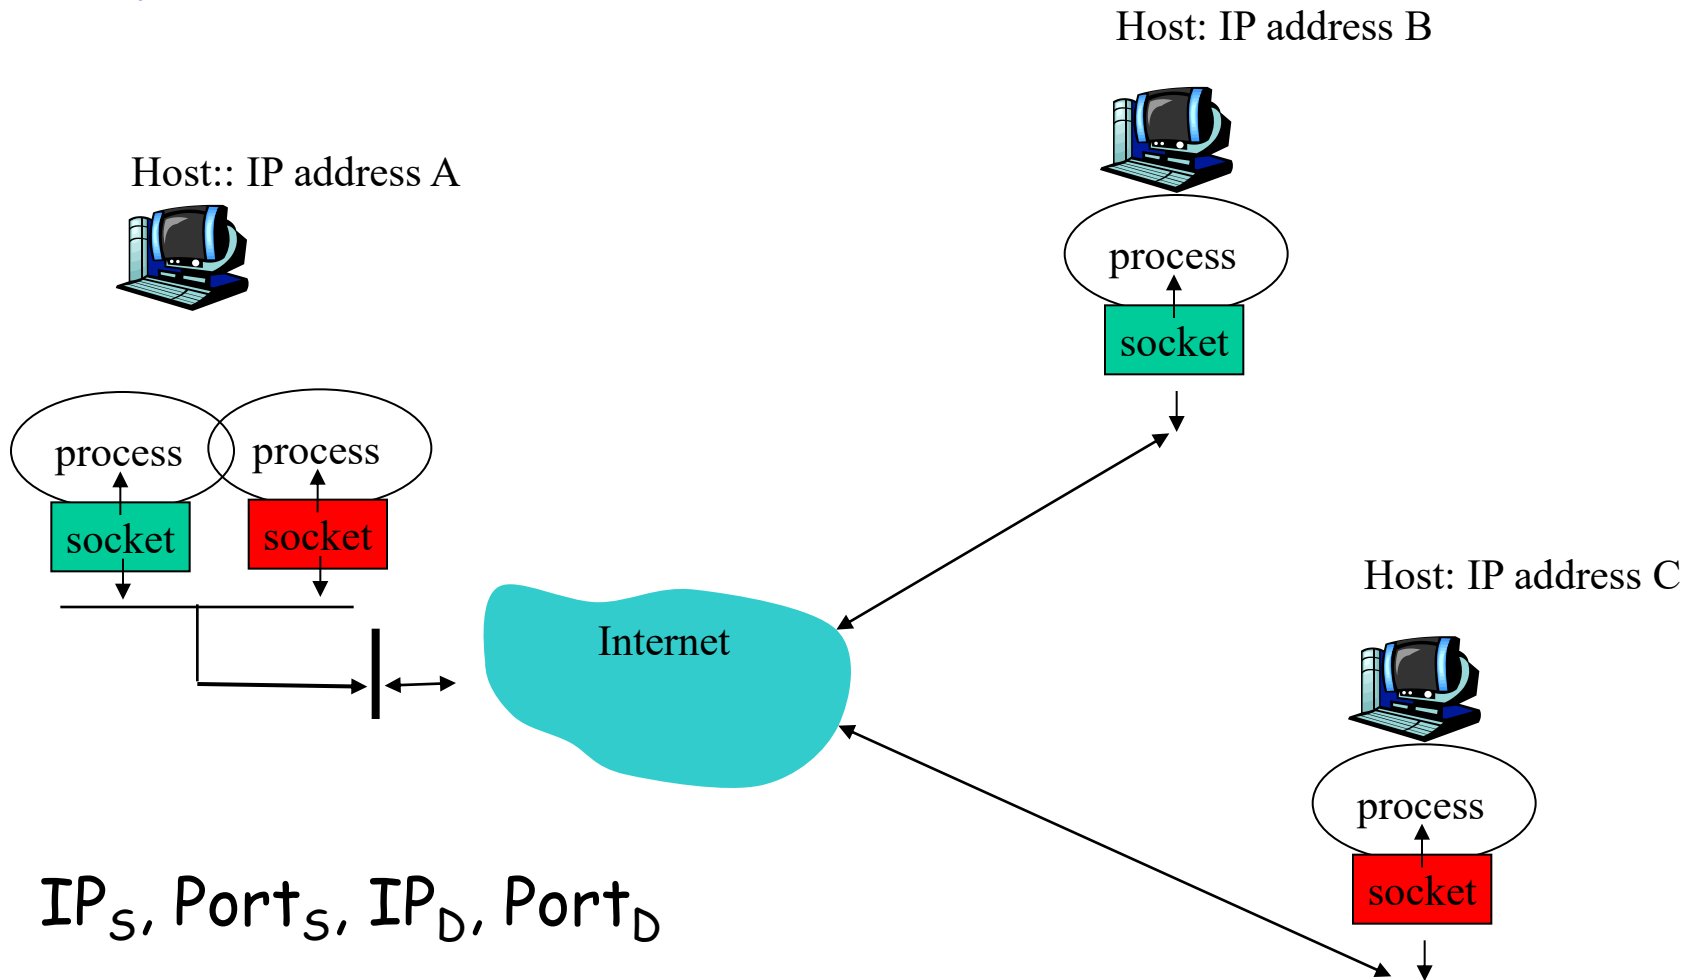 Host: IP address B
Host:: IP address A
process
socket
process process
socket socket
Host: IP address C
Internet
process
socket
IPS, PortS, IPD, PortD